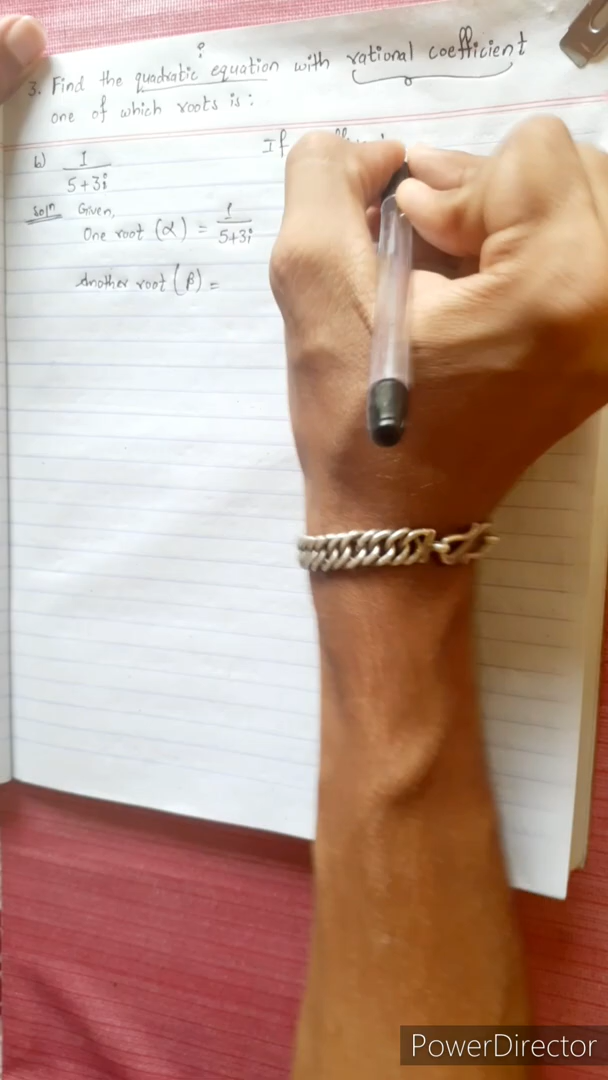 3. Find the quadratic equation with rational coefficient
one of which roots is :
b) 1/5+3i
Soln Given,
One root (α) = 1/5+3i
Another root (β) =
If
PowerDirector